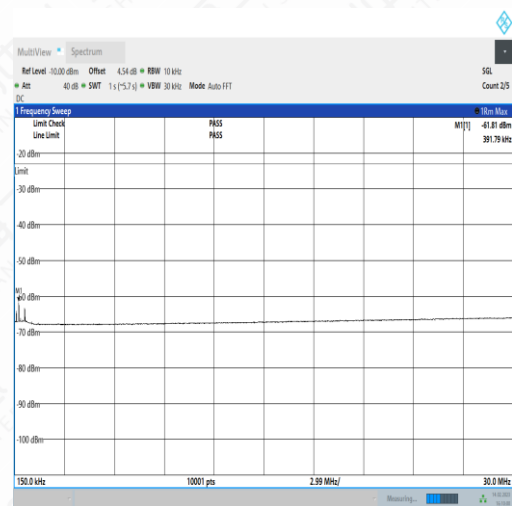 MultiView Spectrum
Ref Level -10.00 dBm Offset 4.54 dB RBW 10 kHz SGL
Att 40 dB SWT 1 s (~5.7 s) VBW 30 kHz Mode Auto FFT Count 2/5
DC
1 Frequency Sweep 1Rm Max
Limit Check PASS M1[1] -61.81 dBm
Line Limit PASS 391.79 kHz
-20 dBm
Limit
-30 dBm
-40 dBm
-50 dBm
M1
-60 dBm
-70 dBm
-80 dBm
-90 dBm
-100 dBm
150.0 kHz 10001 pts 2.99 MHz/ 30.0 MHz
Measuring...